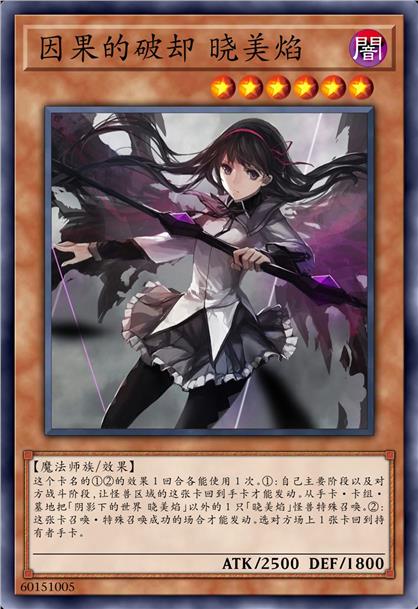 因果的破却 晓美焰
闇
【魔法师族/效果】
这个卡名的①②的效果1回合各能使用1次。①:自己主要阶段以及对
方战斗阶段,让怪兽区域的这张卡回到手卡才能发动。从手卡·卡组·
墓地把「阴影下的世界 晓美焰」以外的1只「晓美焰」怪兽特殊召唤。②:
这张卡召唤·特殊召唤成功的场合才能发动。选对方场上1张卡回到持
有者手卡。
ATK/2500 DEF/1800
60151005